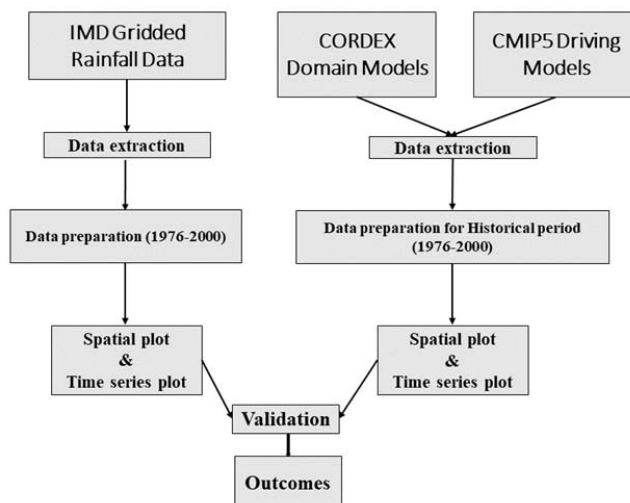 IMD Gridded
Rainfall Data
CORDEX
Domain Models
CMIP5 Driving
Models
Data extraction
Data extraction
Data preparation (1976-2000)
Data preparation for Historical period
(1976-2000)
Spatial plot
&
Time series plot
Spatial plot
&
Time series plot
Validation
Outcomes